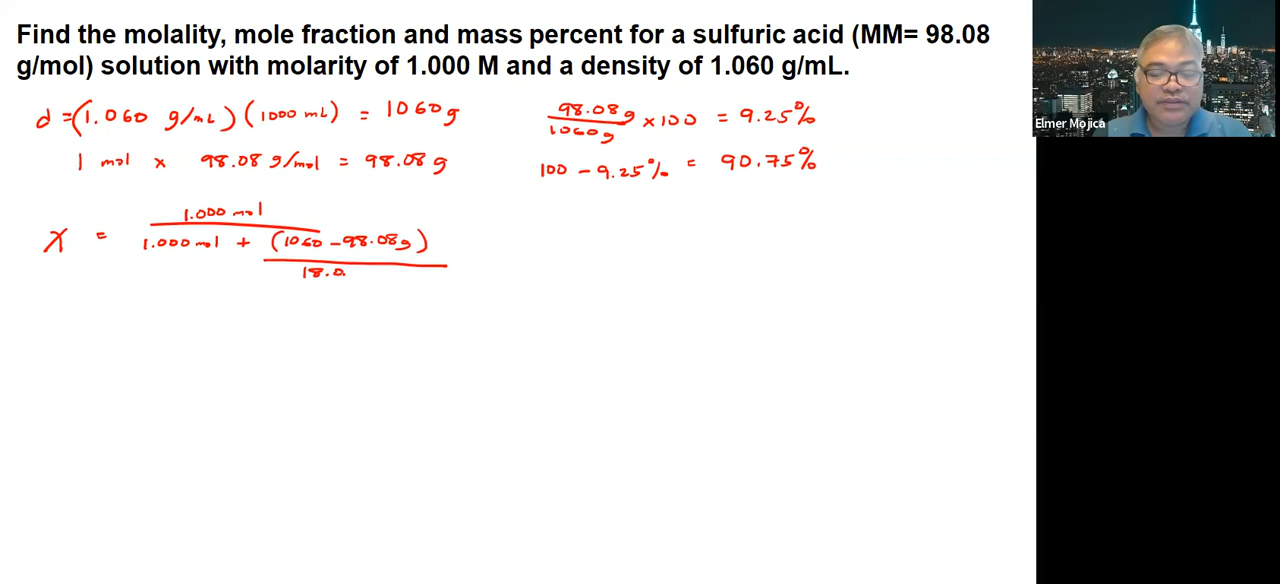 Find the molality, mole fraction and mass percent for a sulfuric acid (MM= 98.08
g/mol) solution with molarity of 1.000 M and a density of 1.060 g/mL.
d = (1.060 g/mL) (1000 mL) = 1060 g
1 mol x 98.08 g/mol = 98.08 g
98.08 g
1060 g
x 100 = 9.25%
100 - 9.25% = 90.75%
X =
1.000 mol
1.000 mol + (1060 - 98.08 g)
18.0
Elmer Mojica